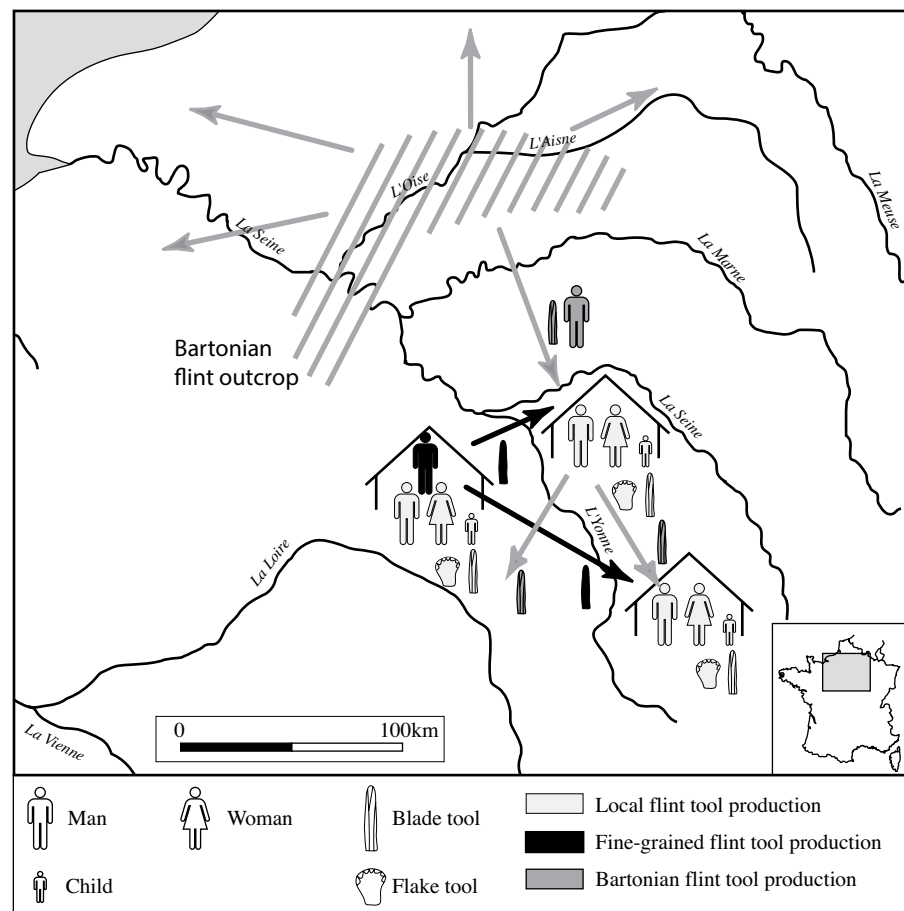 L'Aisne
L'Oise
La Meuse
La Seine
La Marne
Bartonian
flint outcrop
La Seine
L'Yonne
La Loire
La Vienne
0 100km
Man
Woman
Blade tool
Local flint tool production
Fine-grained flint tool production
Child
Flake tool
Bartonian flint tool production